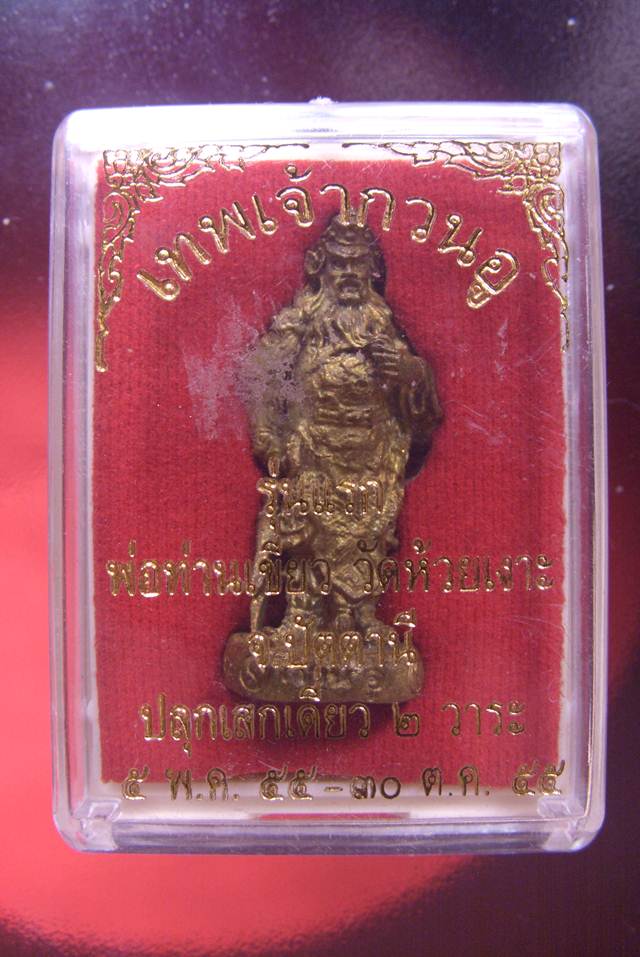 เทพเจ้ากวนอู
รุ่นแรก
พ่อท่านเขียว วัดห้วยเงาะ
จ.ปัตตานี
ปลุกเสกเดี่ยว ๒ วาระ
๕ พ.ค. ๕๕-๓๐ ต.ค. ๕๕